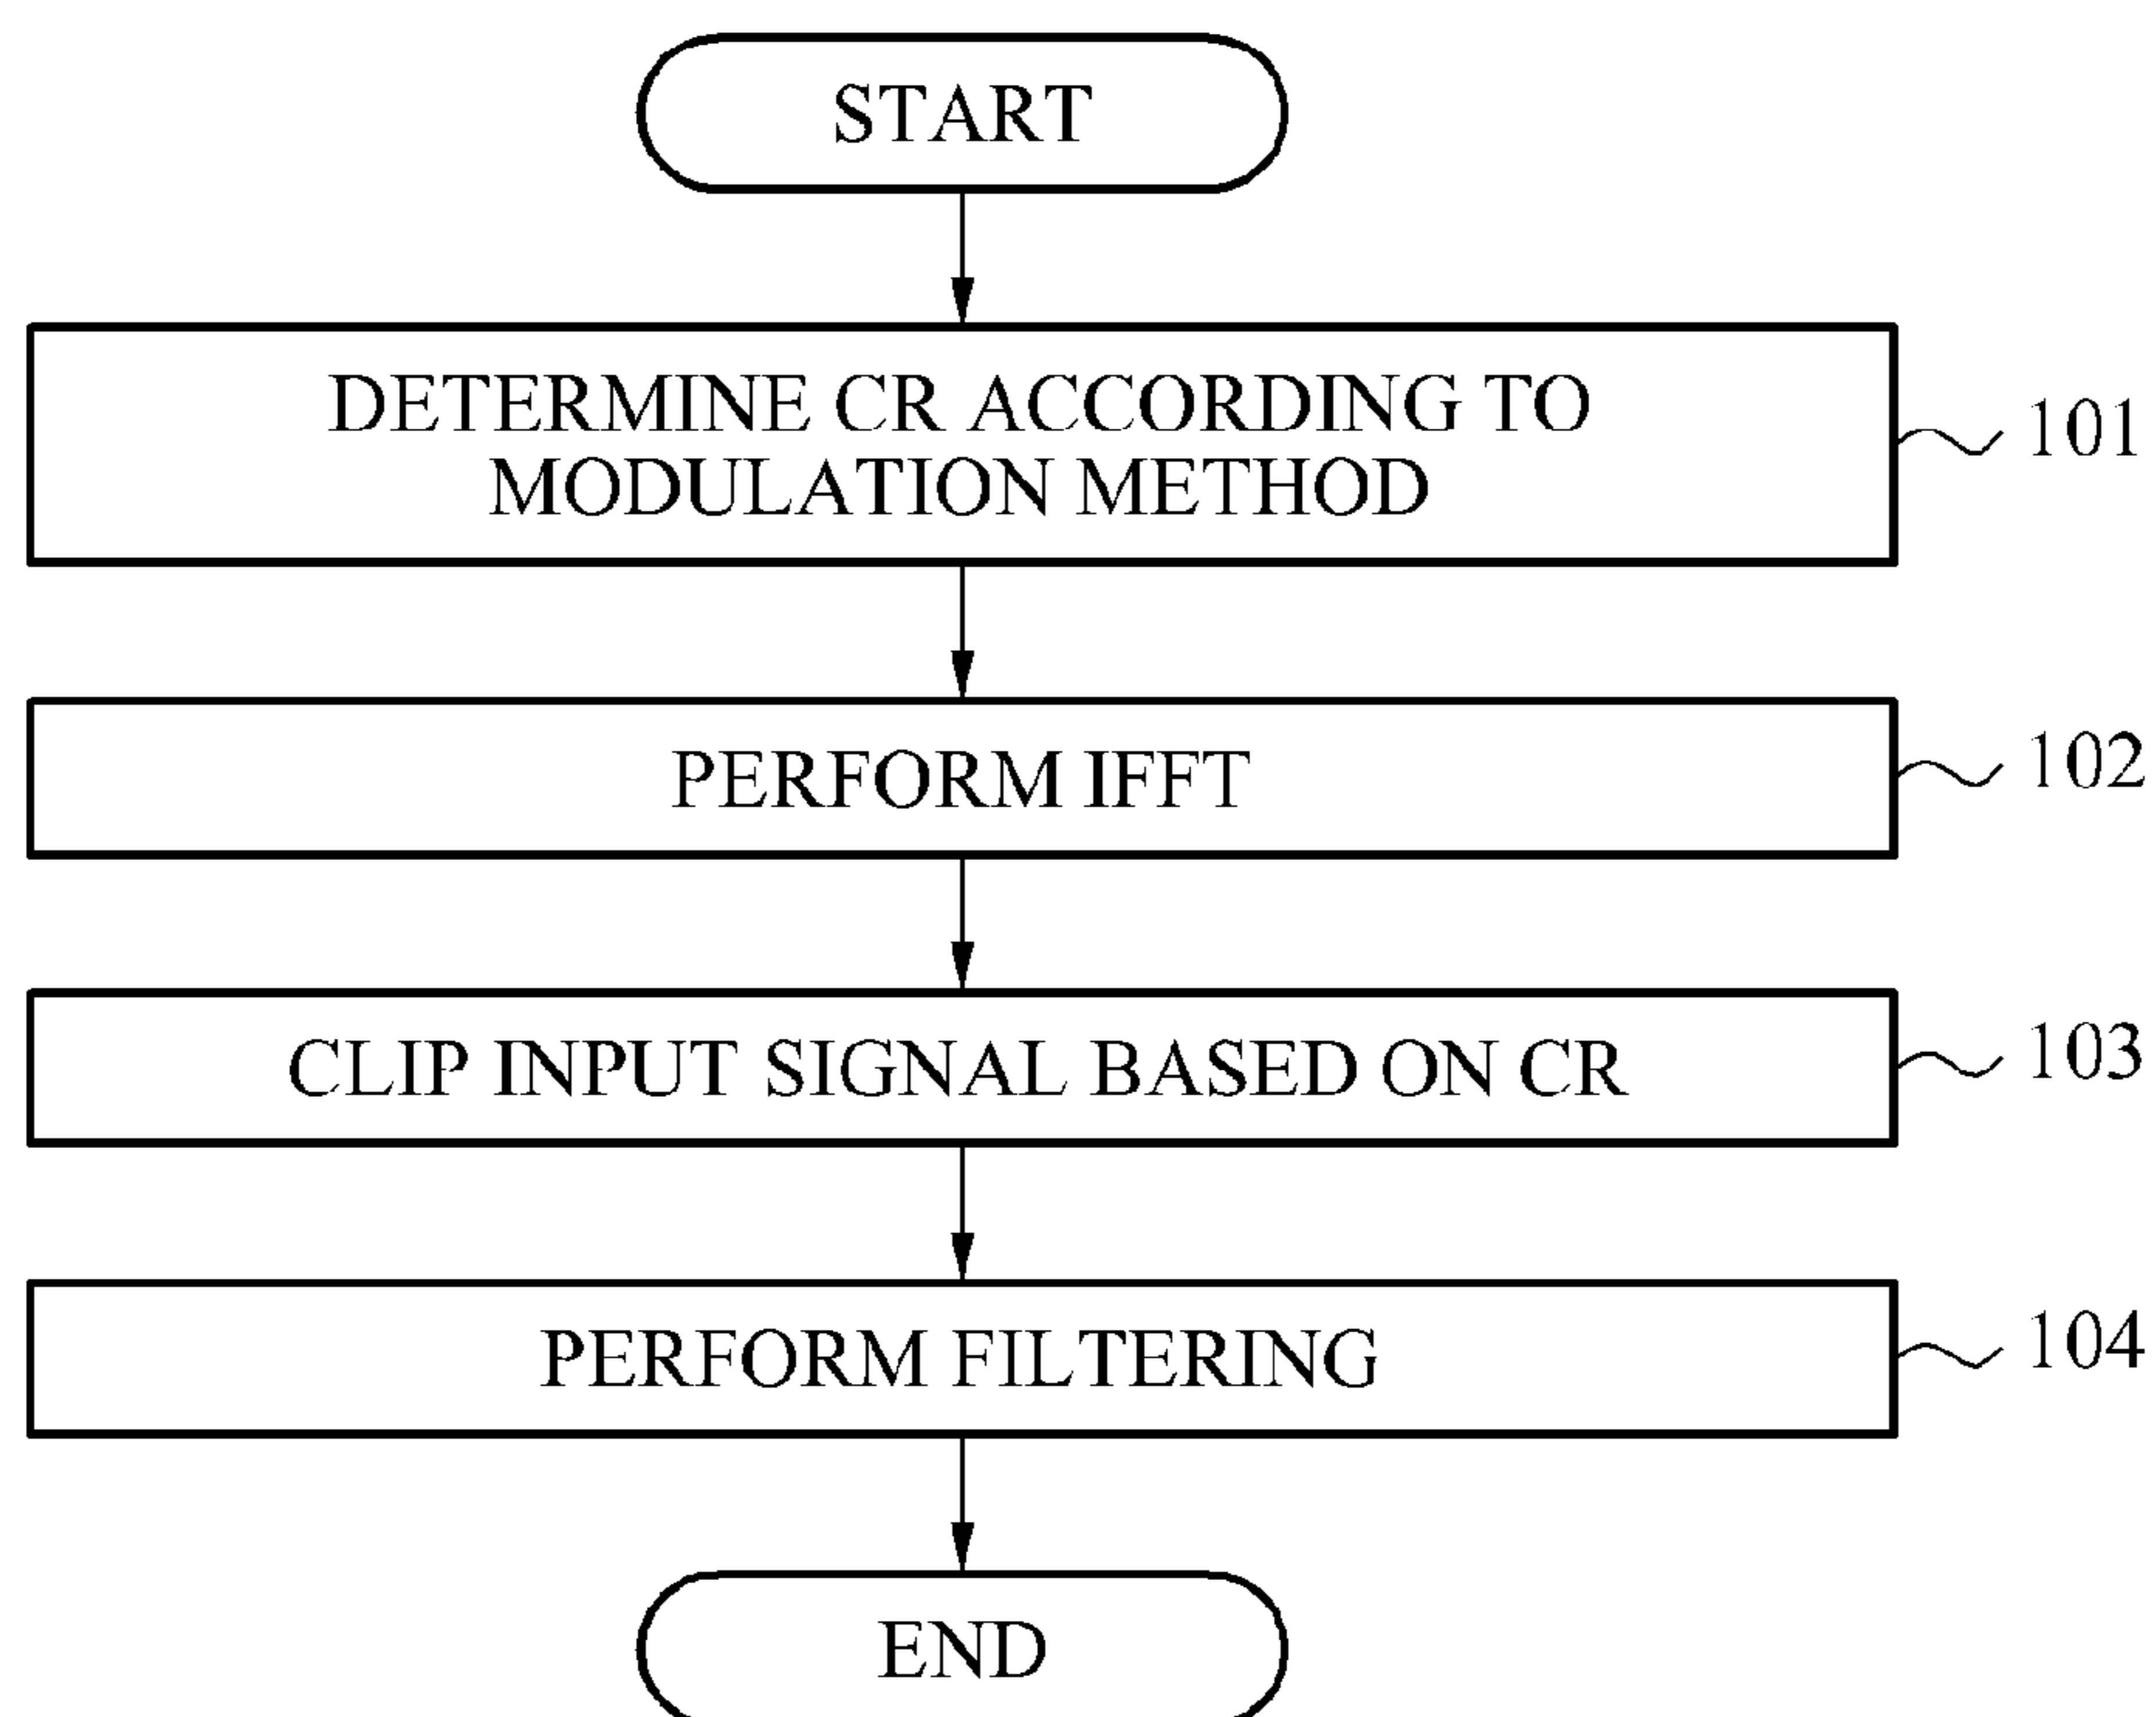 START
DETERMINE CR ACCORDING TO
MODULATION METHOD
101
PERFORM IFFT
102
CLIP INPUT SIGNAL BASED ON CR
103
PERFORM FILTERING
104
END